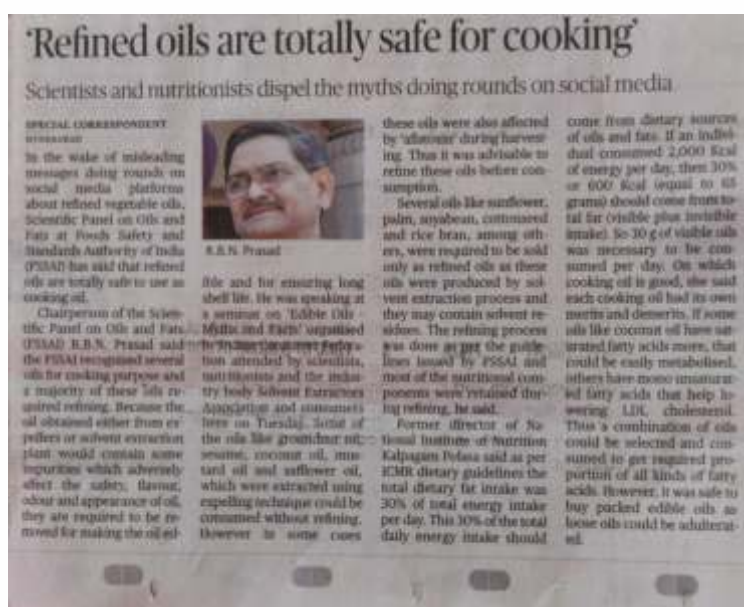 'Refined oils are totally safe for cooking'
Scientists and nutritionists dispel the myths doing rounds on social media
SPECIAL CORRESPONDENT
HYDERABAD
In the wake of misleading
messages doing rounds on
social media platforms
about refined vegetable oils,
Scientific Panel on Oils and
Fats at Foods Safety and
Standards Authority of India
(FSSAI) has said that refined
oils are totally safe to use as
cooking oil.
Chairperson of the Scien-
tific Panel on Oils and Fats
(FSSAI) R.B.N. Prasad said
the FSSAI recognised several
oils for cooking purpose and
a majority of these oils re-
quired refining. Because the
oil obtained either from ex-
pellers or solvent extraction
plant would contain some
impurities which adversely
affect the safety, flavour,
odour and appearance of oil,
they are required to be re-
moved for making the oil ed-
R.B.N. Prasad
ible and for ensuring long
shelf life. He was speaking at
a seminar on 'Edible Oils -
Myths and Facts' organised
by
tion attended by scientists,
nutritionists and the indus-
try body Solvent Extractors
Association and consumers
here on Tuesday. Some of
the oils like groundnut oil,
sesame, coconut oil, mus-
tard oil and safflower oil,
which were extracted using
expelling technique could be
consumed without refining.
However in some cases
these oils were also affected
by 'aflatoxin' during harvest-
ing. Thus it was advisable to
refine these oils before con-
sumption.
Several oils like sunflower,
palm, soyabean, cottonseed
and rice bran, among oth-
ers, were required to be sold
only as refined oils as these
oils were produced by sol-
vent extraction process and
they may contain solvent re-
sidues. The refining process
was done as per the guide-
lines issued by FSSAI and
most of the nutritional com-
ponents were retained dur-
ing refining, he said.
Former director of Na-
tional Institute of Nutrition
Kalpagam Polasa said as per
ICMR dietary guidelines the
total dietary fat intake was
30% of total energy intake
per day. This 30% of the total
daily energy intake should
come from dietary sources
of oils and fats. If an indivi-
dual consumed 2,000 Kcal
of energy per day, then 30%
or 600 Kcal (equal to 65
grams) should come from to-
tal fat (visible plus invisible
intake). So 30 g of visible oils
was necessary to be con-
sumed per day. On which
cooking oil is good, she said
each cooking oil had its own
merits and demerits. If some
oils like coconut oil have sat-
urated fatty acids more, that
could be easily metabolised,
others have mono unsaturat-
ed fatty acids that help lo-
wering LDL cholesterol.
Thus a combination of oils
could be selected and con-
sumed to get required pro-
portion of all kinds of fatty
acids. However, it was safe to
buy packed edible oils as
loose oils could be adulterat-
ed.